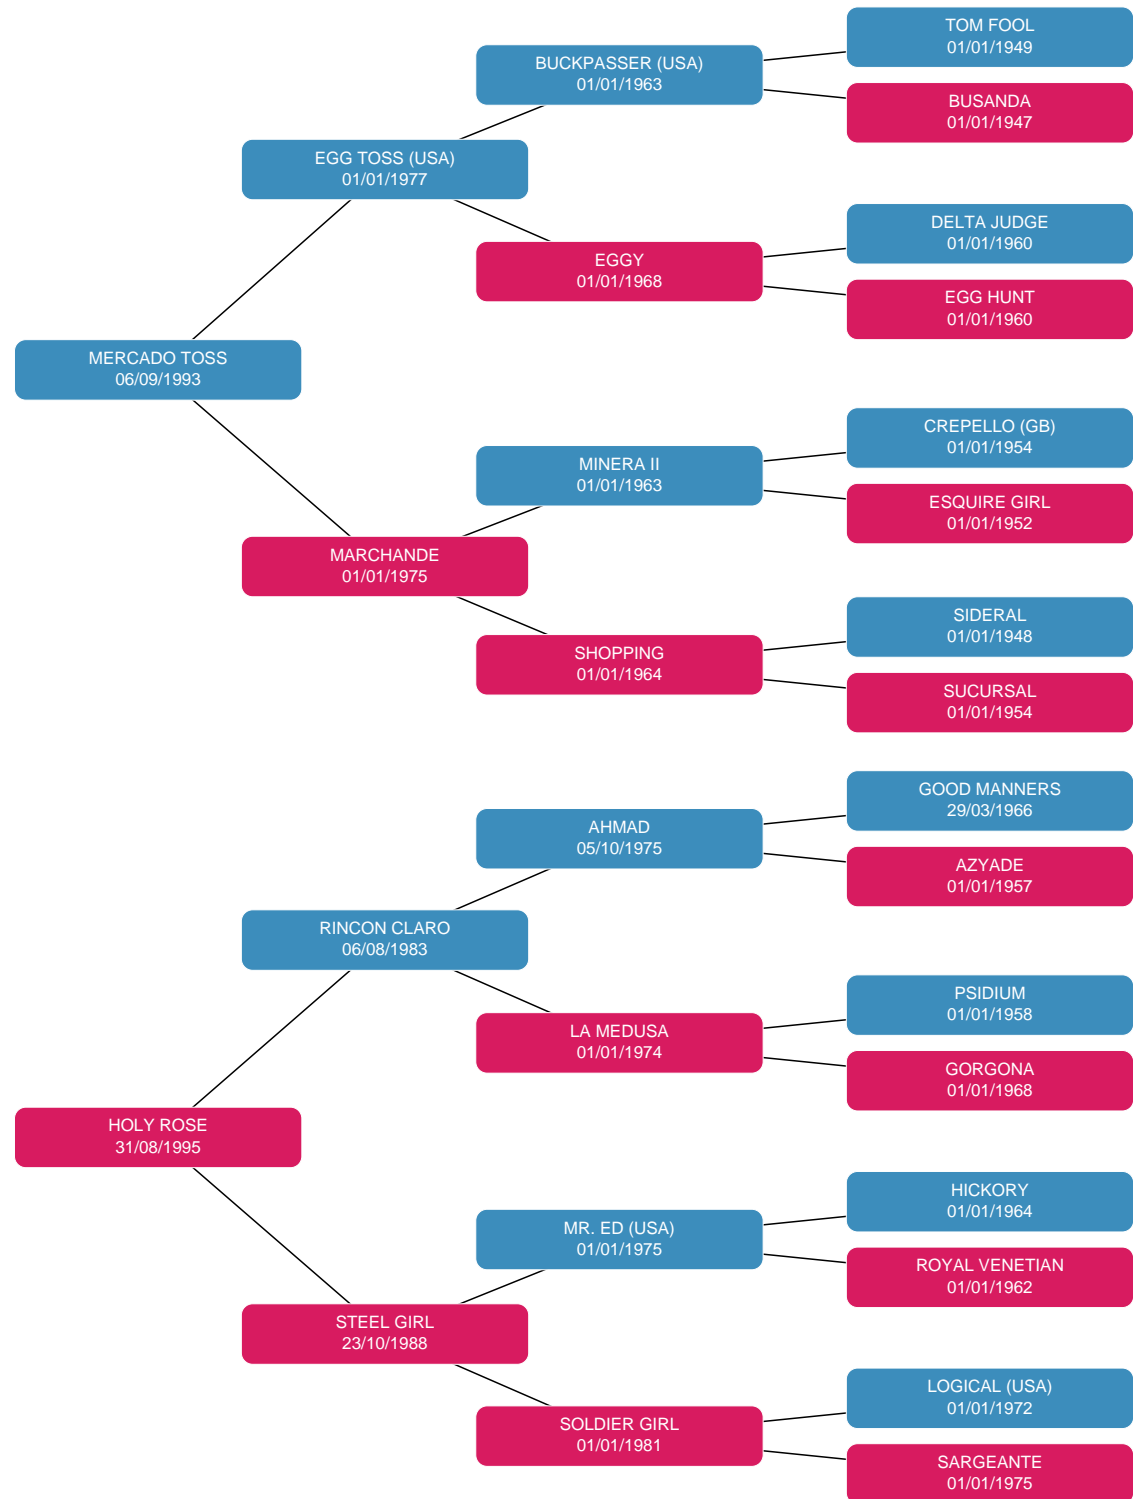 TOM FOOL
01/01/1949
BUCKPASSER (USA)
01/01/1963
BUSANDA
01/01/1947
EGG TOSS (USA)
01/01/1977
DELTA JUDGE
01/01/1960
EGGY
01/01/1968
EGG HUNT
01/01/1960
MERCADO TOSS
06/09/1993
CREPELLO (GB)
01/01/1954
MINERA II
01/01/1963
ESQUIRE GIRL
01/01/1952
MARCHANDE
01/01/1975
SIDERAL
01/01/1948
SHOPPING
01/01/1964
SUCURSAL
01/01/1954
GOOD MANNERS
29/03/1966
AHMAD
05/10/1975
AZYADE
01/01/1957
RINCON CLARO
06/08/1983
PSIDIUM
01/01/1958
LA MEDUSA
01/01/1974
GORGONA
01/01/1968
HOLY ROSE
31/08/1995
HICKORY
01/01/1964
MR. ED (USA)
01/01/1975
ROYAL VENETIAN
01/01/1962
STEEL GIRL
23/10/1988
LOGICAL (USA)
01/01/1972
SOLDIER GIRL
01/01/1981
SARGEANTE
01/01/1975